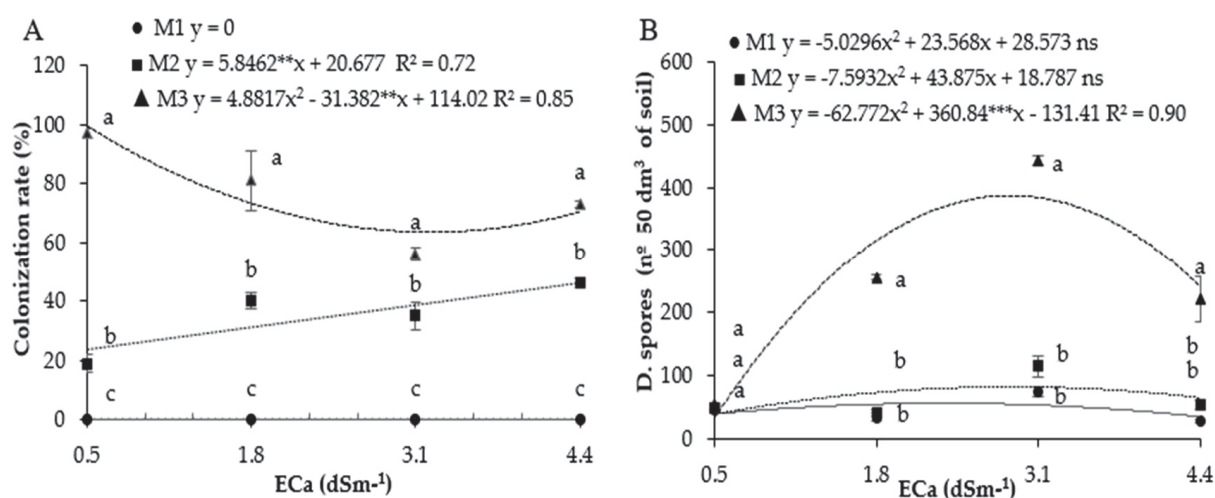 A
● M1 y = 0
■ M2 y = 5.8462**x + 20.677 R² = 0.72
▲ M3 y = 4.8817x² - 31.382**x + 114.02 R² = 0.85
Colonization rate (%)
120
100
80
60
40
20
0
a
a
a
a
b
b
b
b
c
c
c
c
0.5 1.8 3.1 4.4
ECa (dSm-¹)
B
● M1 y = -5.0296x² + 23.568x + 28.573 ns
■ M2 y = -7.5932x² + 43.875x + 18.787 ns
▲ M3 y = -62.772x² + 360.84***x - 131.41 R² = 0.90
D. spores (nº 50 dm³ of soil)
600
500
400
300
200
100
0
a
a
a
a
a
a
b
b
b
b
b
b
0.5 1.8 3.1 4.4
ECa (dSm-¹)